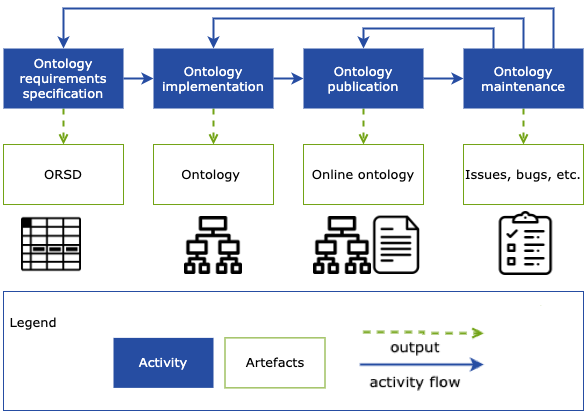 Ontology
requirements
specification
Ontology
implementation
Ontology
publication
Ontology
maintenance
ORSD
Ontology
Online ontology
Issues, bugs, etc.
Legend
Activity
Artefacts
output
activity flow